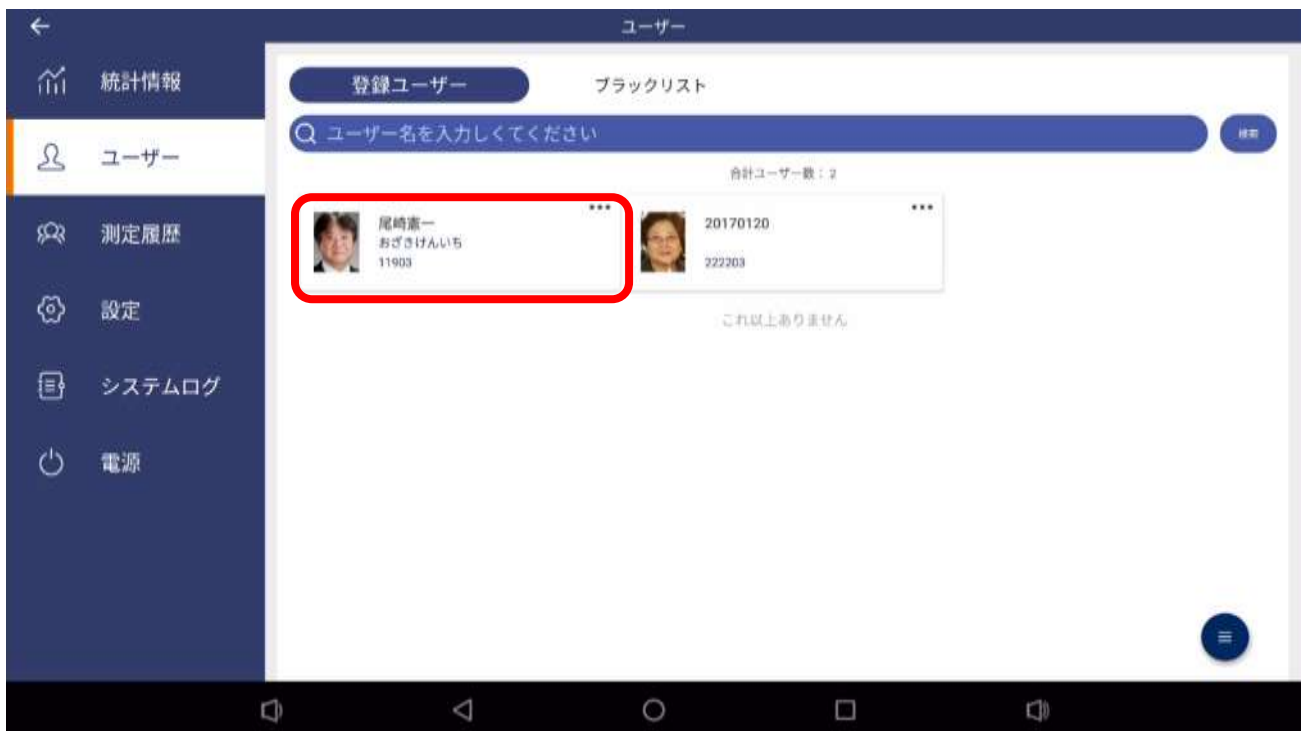 ユーザー
統計情報
ユーザー
測定履歴
設定
システムログ
電源
登録ユーザー
ブラックリスト
ユーザー名を入力しくてください
検索
合計ユーザー数：2
尾崎憲一
おざきけんいち
11903
20170120
222203
これ以上ありません